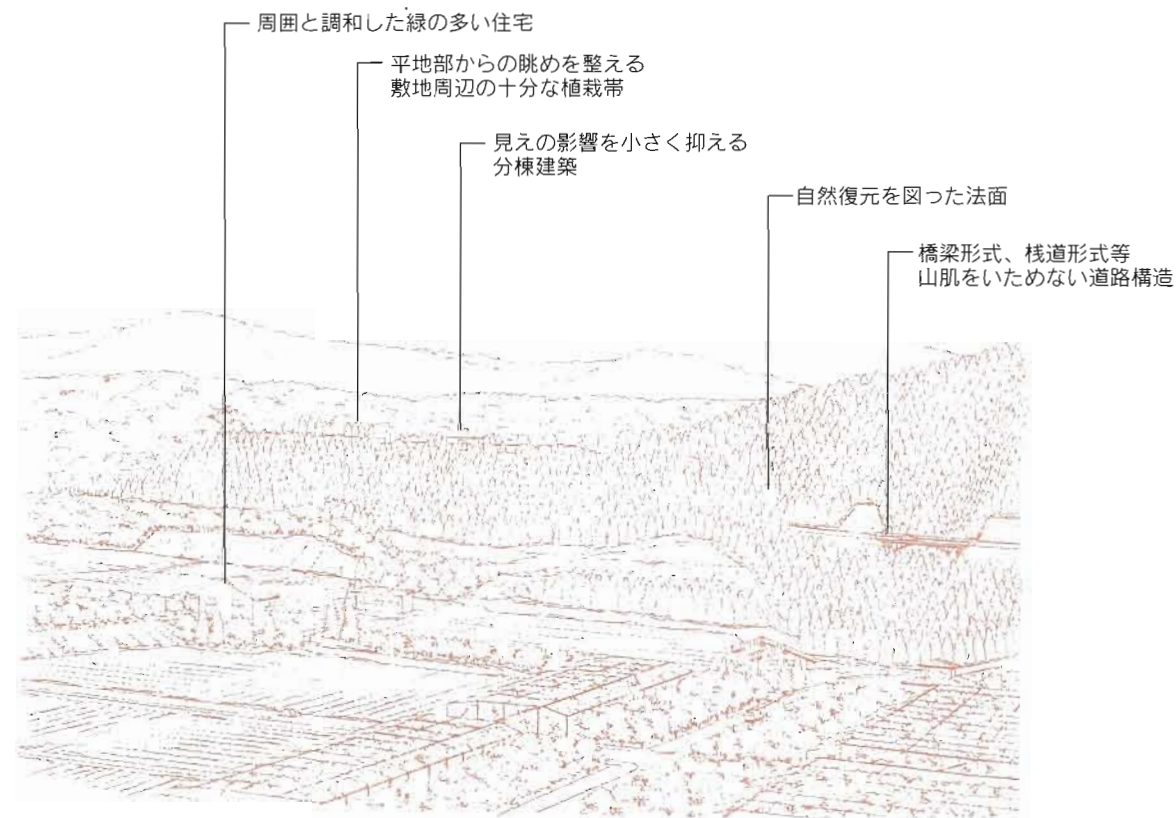 周囲と調和した緑の多い住宅
平地部からの眺めを整える
敷地周辺の十分な植栽帯
見えの影響を小さく抑える
分棟建築
自然復元を図った法面
橋梁形式、桟道形式等
山肌をいためない道路構造